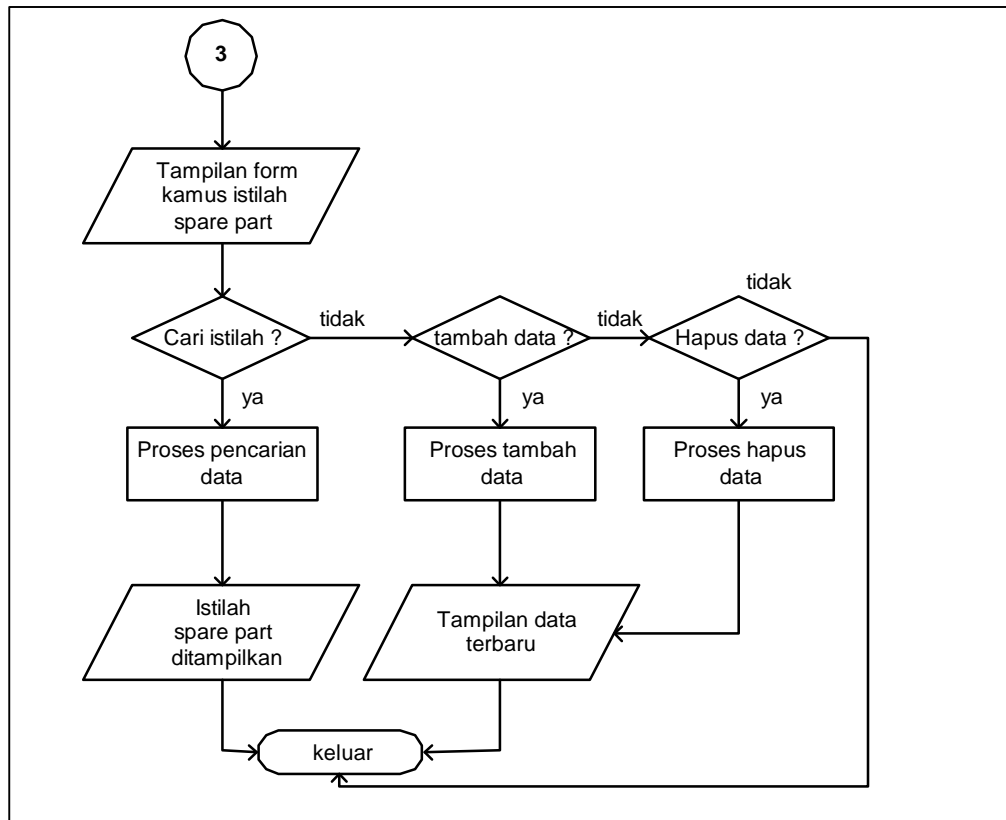 3
Tampilan form
kamus istilah
spare part
tidak
Cari istilah ?
tidak
tambah data ?
tidak
Hapus data ?
ya
ya
ya
Proses pencarian
data
Proses tambah
data
Proses hapus
data
Istilah
spare part
ditampilkan
Tampilan data
terbaru
keluar